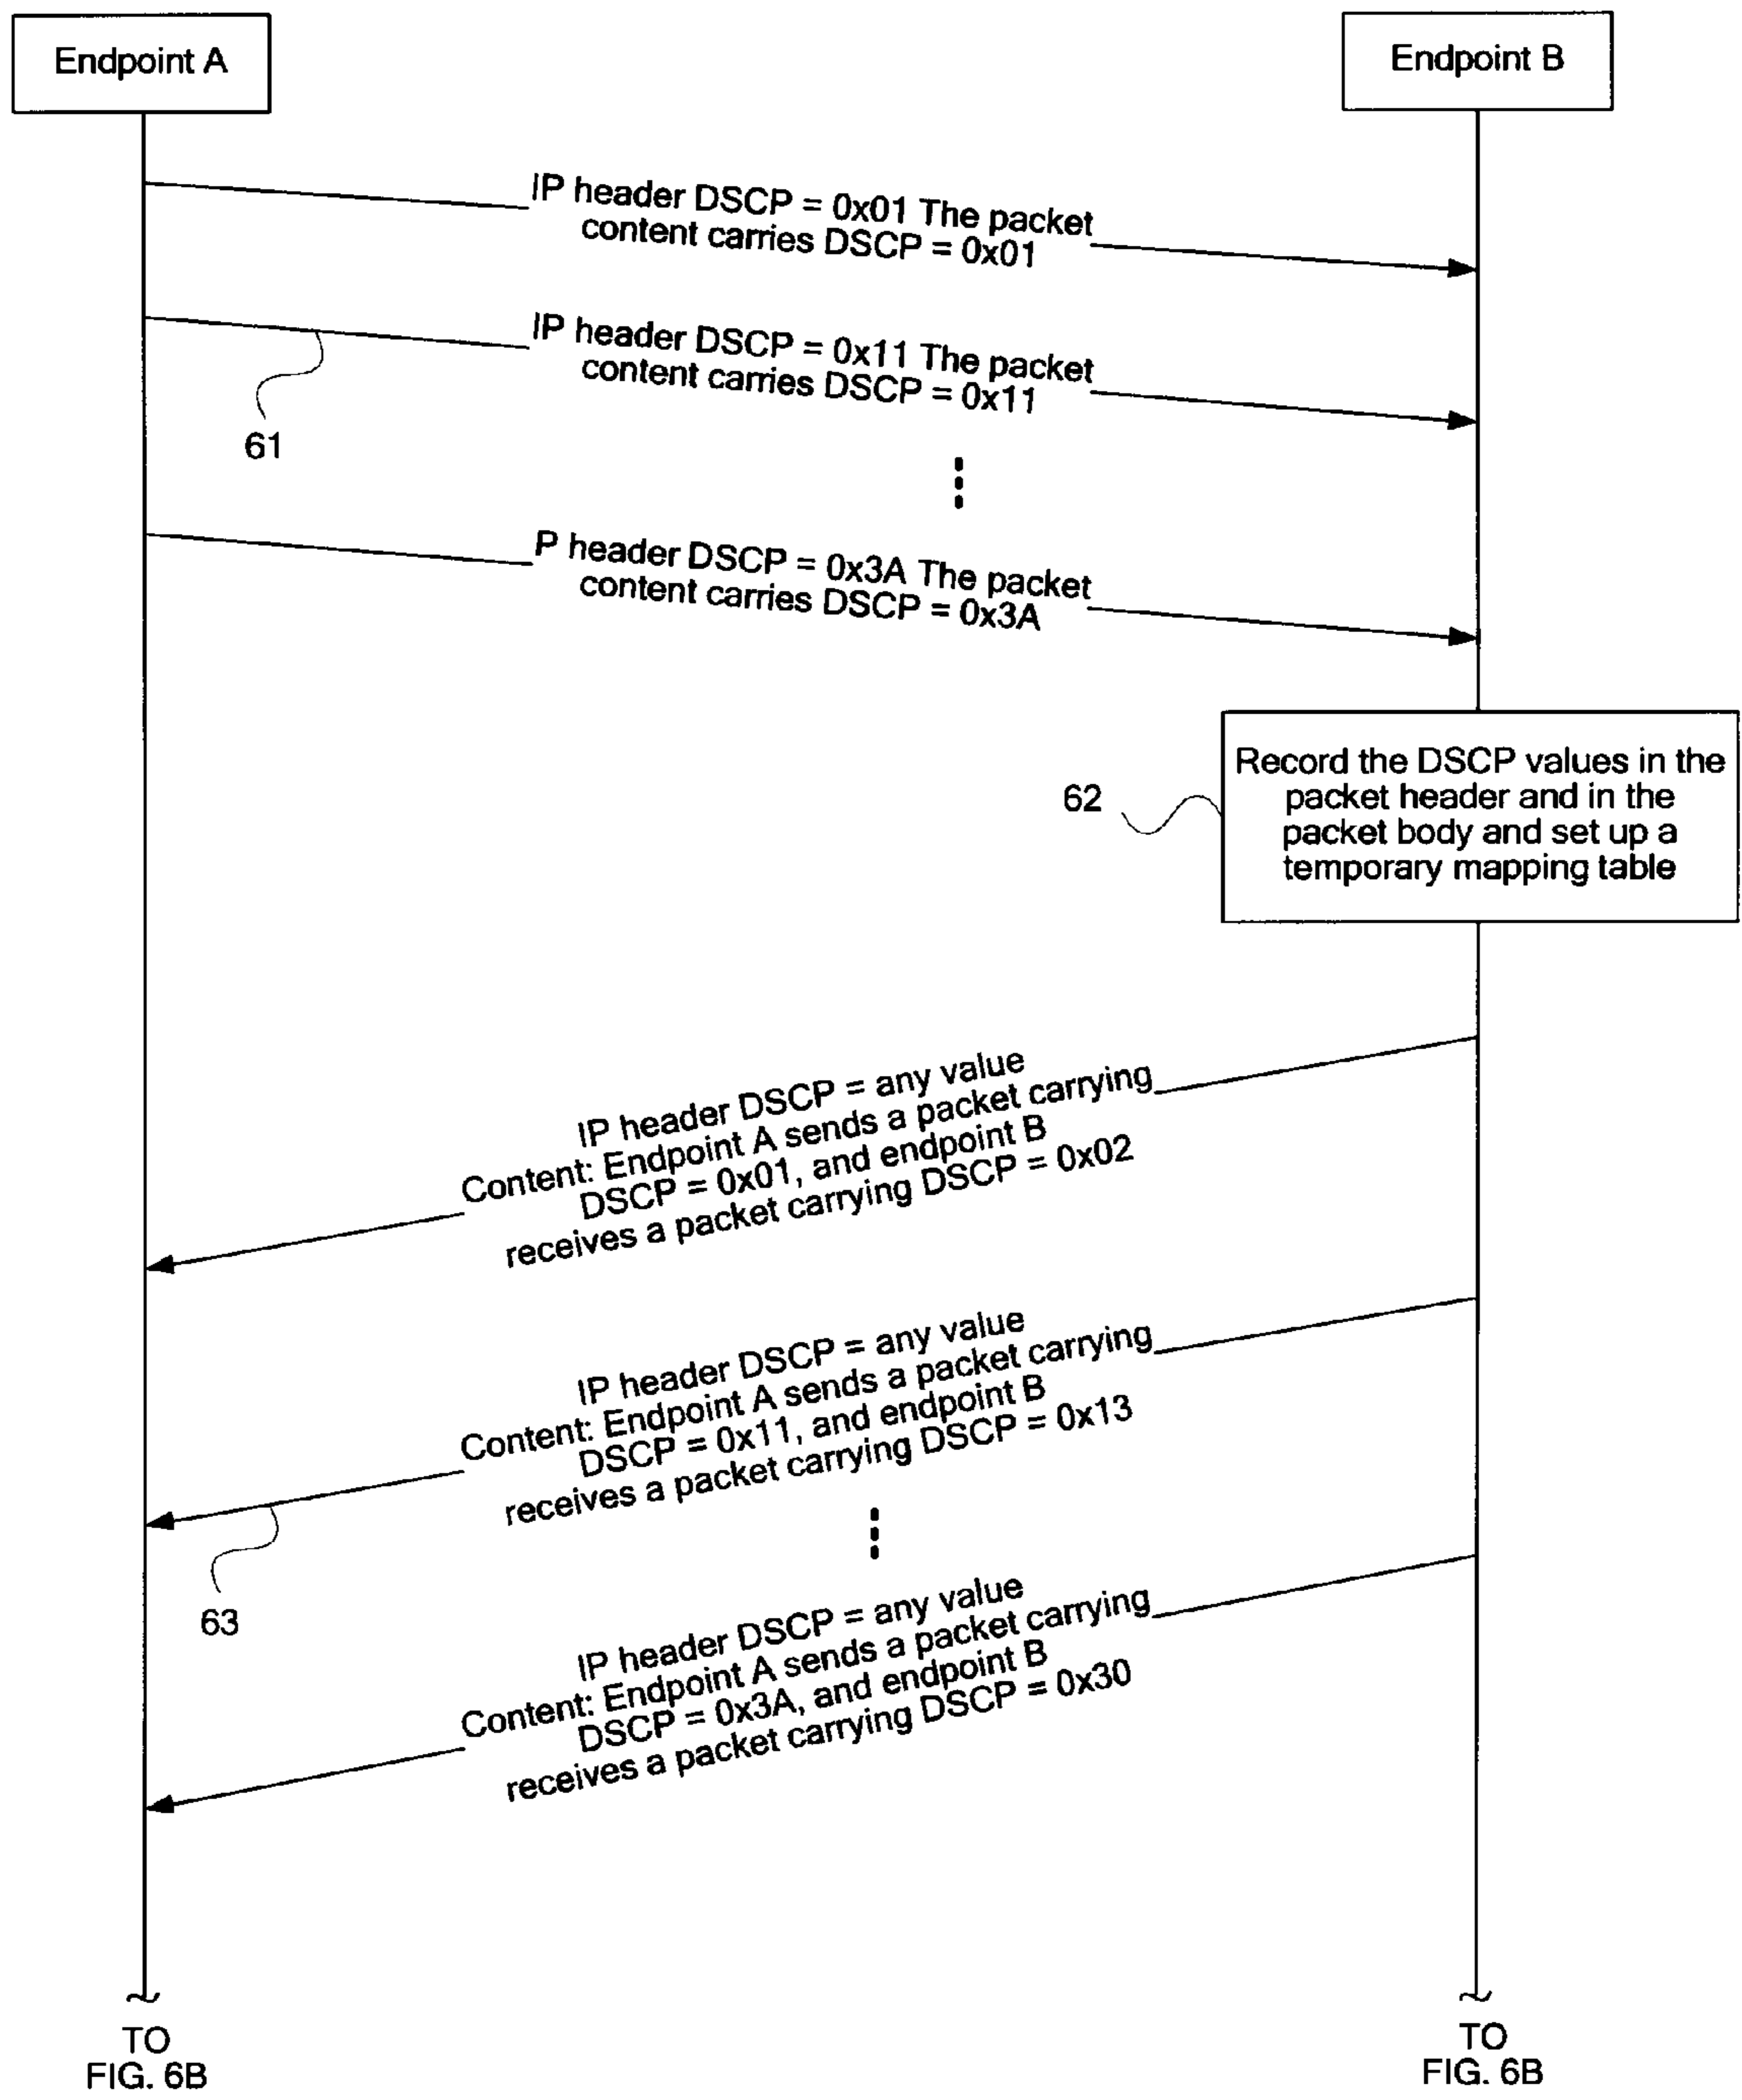 Endpoint A
Endpoint B
IP header DSCP = 0x01 The packet
content carries DSCP = 0x01
IP header DSCP = 0x11 The packet
content carries DSCP = 0x11
61
P header DSCP = 0x3A The packet
content carries DSCP = 0x3A
Record the DSCP values in the
packet header and in the
packet body and set up a
temporary mapping table
62
IP header DSCP = any value
Content: Endpoint A sends a packet carrying
DSCP = 0x01, and endpoint B
receives a packet carrying DSCP = 0x02
IP header DSCP = any value
Content: Endpoint A sends a packet carrying
DSCP = 0x11, and endpoint B
receives a packet carrying DSCP = 0x13
63
IP header DSCP = any value
Content: Endpoint A sends a packet carrying
DSCP = 0x3A, and endpoint B
receives a packet carrying DSCP = 0x30
TO
FIG. 6B
TO
FIG. 6B